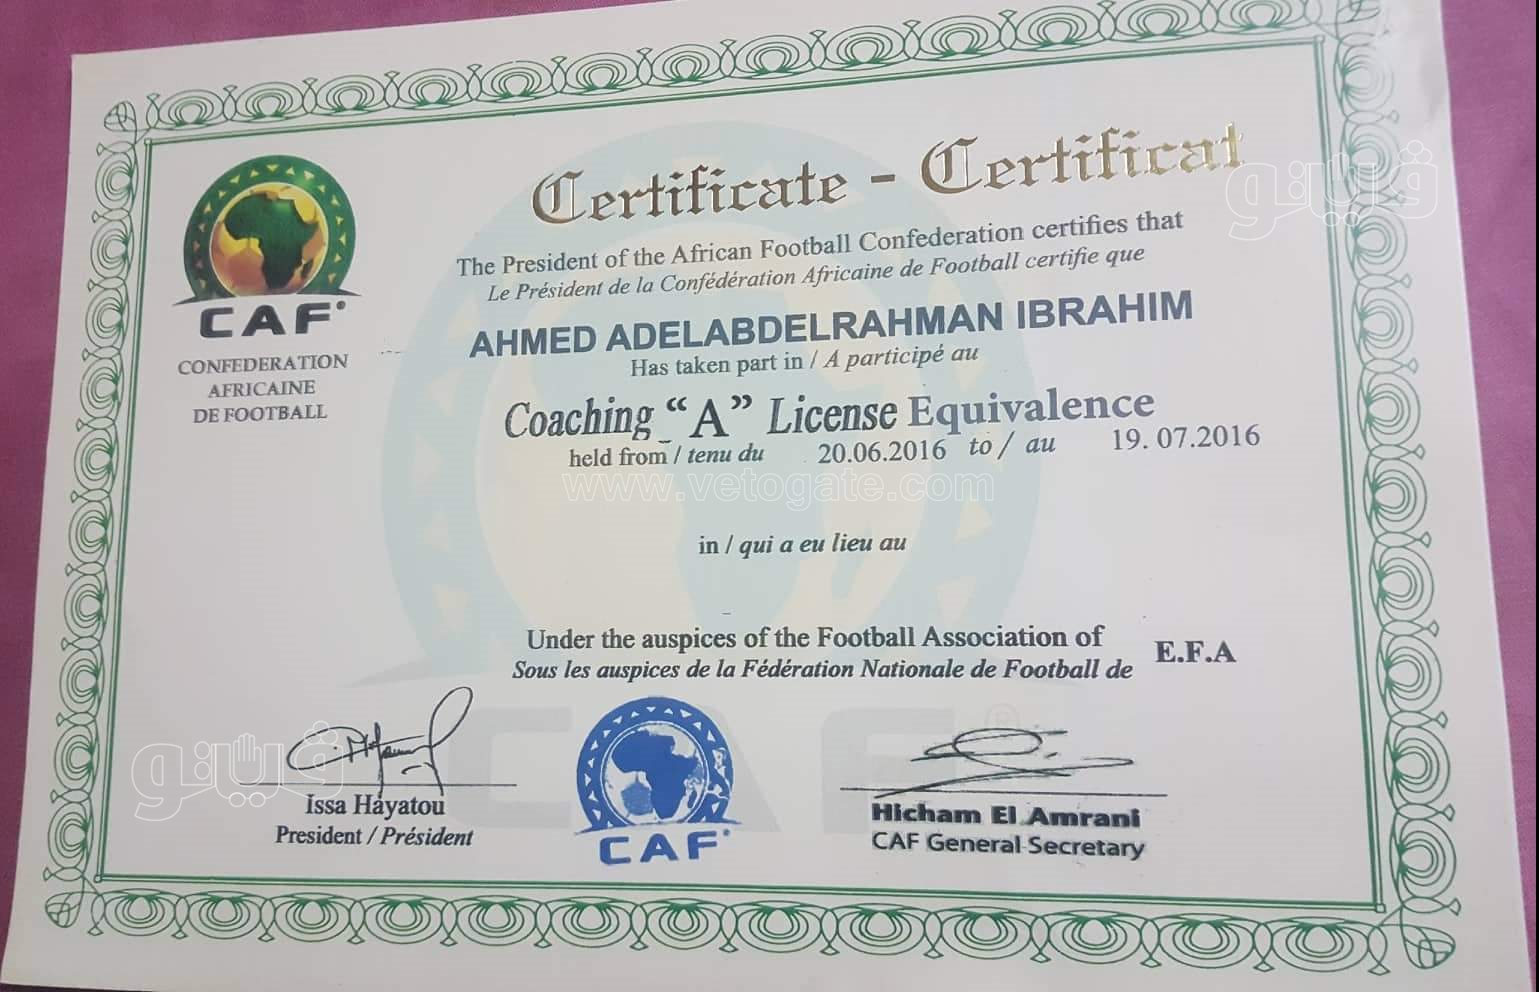 Certificate - Certificat
The President of the African Football Confederation certifies that
Le Président de la Confédération Africaine de Football certifie que
AHMED ADELABDELRAHMAN IBRAHIM
Has taken part in / A participé au
Coaching “A” License Equivalence
held from / tenu du 20.06.2016 to / au 19. 07.2016
www.vetogate.com
in / qui a eu lieu au
Under the auspices of the Football Association of E.F.A
Sous les auspices de la Fédération Nationale de Football de
CAF
CONFEDERATION
AFRICAINE
DE FOOTBALL
Issa Hayatou
President / Président
CAF
Hicham El Amrani
CAF General Secretary
CAF
ڤيتو
ڤيتو